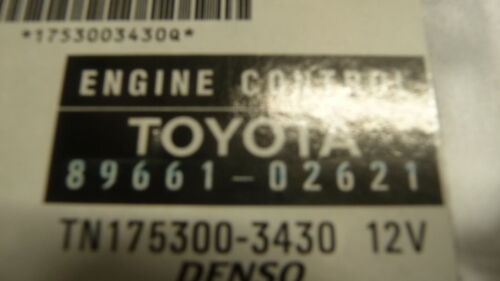 *1753003430Q*
ENGINE CONTROL
TOYOTA
89661-02621
TN175300-3430 12V
DENSO